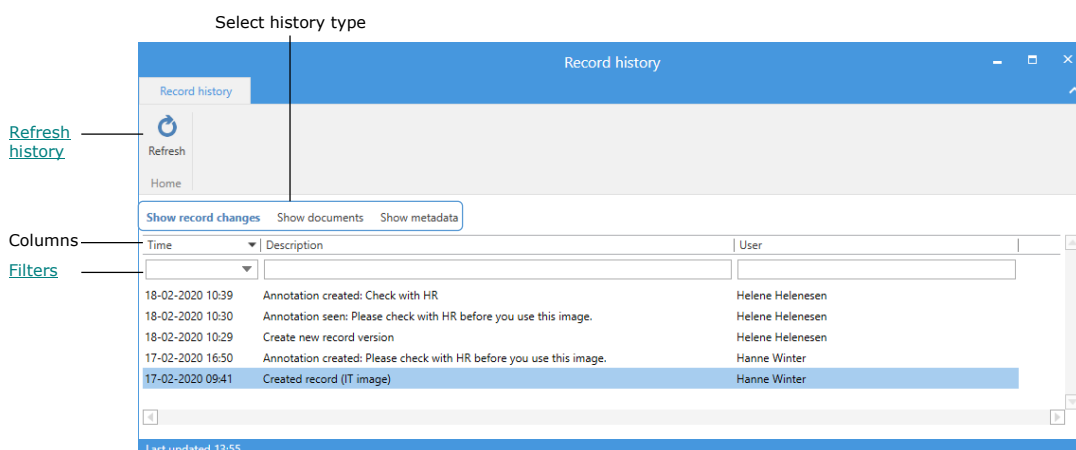 Select history type
Record history
Record history
Refresh
history
Refresh
Home
Show record changes Show documents Show metadata
Columns
Time Description User
Filters
18-02-2020 10:39 Annotation created: Check with HR Helene Helenesen
18-02-2020 10:30 Annotation seen: Please check with HR before you use this image. Helene Helenesen
18-02-2020 10:29 Create new record version Helene Helenesen
17-02-2020 16:50 Annotation created: Please check with HR before you use this image. Hanne Winter
17-02-2020 09:41 Created record (IT image) Hanne Winter
Last updated 13:55